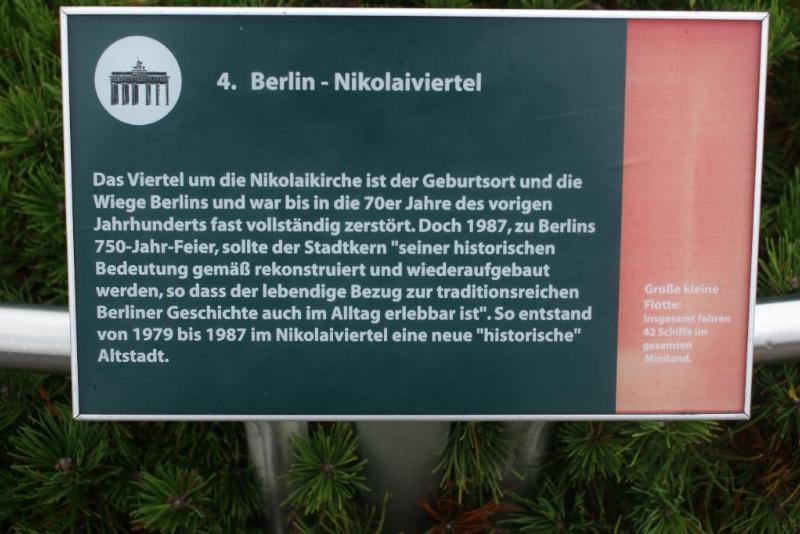 4. Berlin - Nikolaiviertel
Das Viertel um die Nikolaikirche ist der Geburtsort und die
Wiege Berlins und war bis in die 70er Jahre des vorigen
Jahrhunderts fast vollständig zerstört. Doch 1987, zu Berlins
750-Jahr-Feier, sollte der Stadtkern "seiner historischen
Bedeutung gemäß rekonstruiert und wiederaufgebaut
werden, so dass der lebendige Bezug zur traditionsreichen
Berliner Geschichte auch im Alltag erlebbar ist". So entstand
von 1979 bis 1987 im Nikolaiviertel eine neue "historische"
Altstadt.
Große kleine
Flotte:
Insgesamt fahren
42 Schiffe im
gesamten
Miniland.